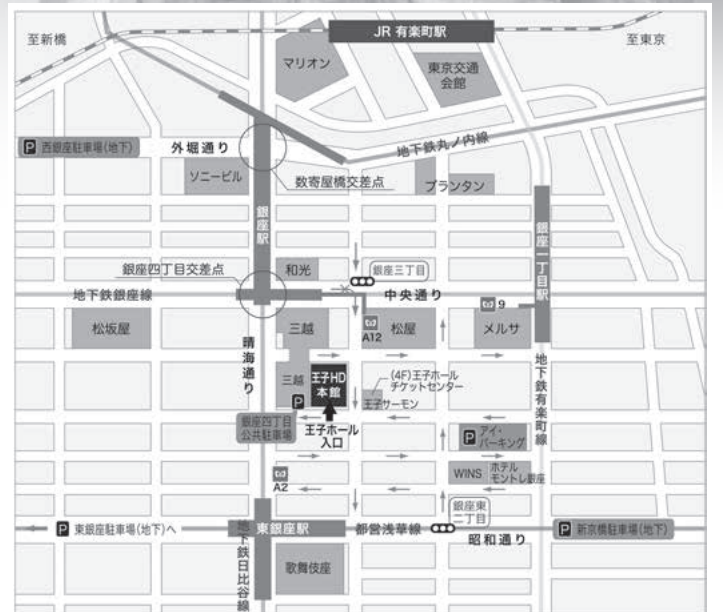 JR 有楽町駅
至新橋
至東京
マリオン
東京交通
会館
P 西銀座駐車場(地下)
外堀通り
地下鉄丸ノ内線
ソニービル
数寄屋橋交差点
プランタン
銀座駅
銀座一丁目駅
銀座四丁目交差点
和光
銀座三丁目
地下鉄銀座線
中央通り
9
松坂屋
三越
A12
松屋
メルサ
晴海通り
地下鉄有楽町線
三越
王子HD
本館
(4F)王子ホール
チケットセンター
王子サーモン
P
銀座四丁目
公共駐車場
王子ホール
入口
P アイ・
パーキング
WINS
ホテル
モントレ銀座
A2
銀座東
二丁目
P 東銀座駐車場(地下)へ
東銀座駅
都営浅草線
昭和通り
P 新京橋駐車場(地下)
地下鉄日比谷線
歌舞伎座